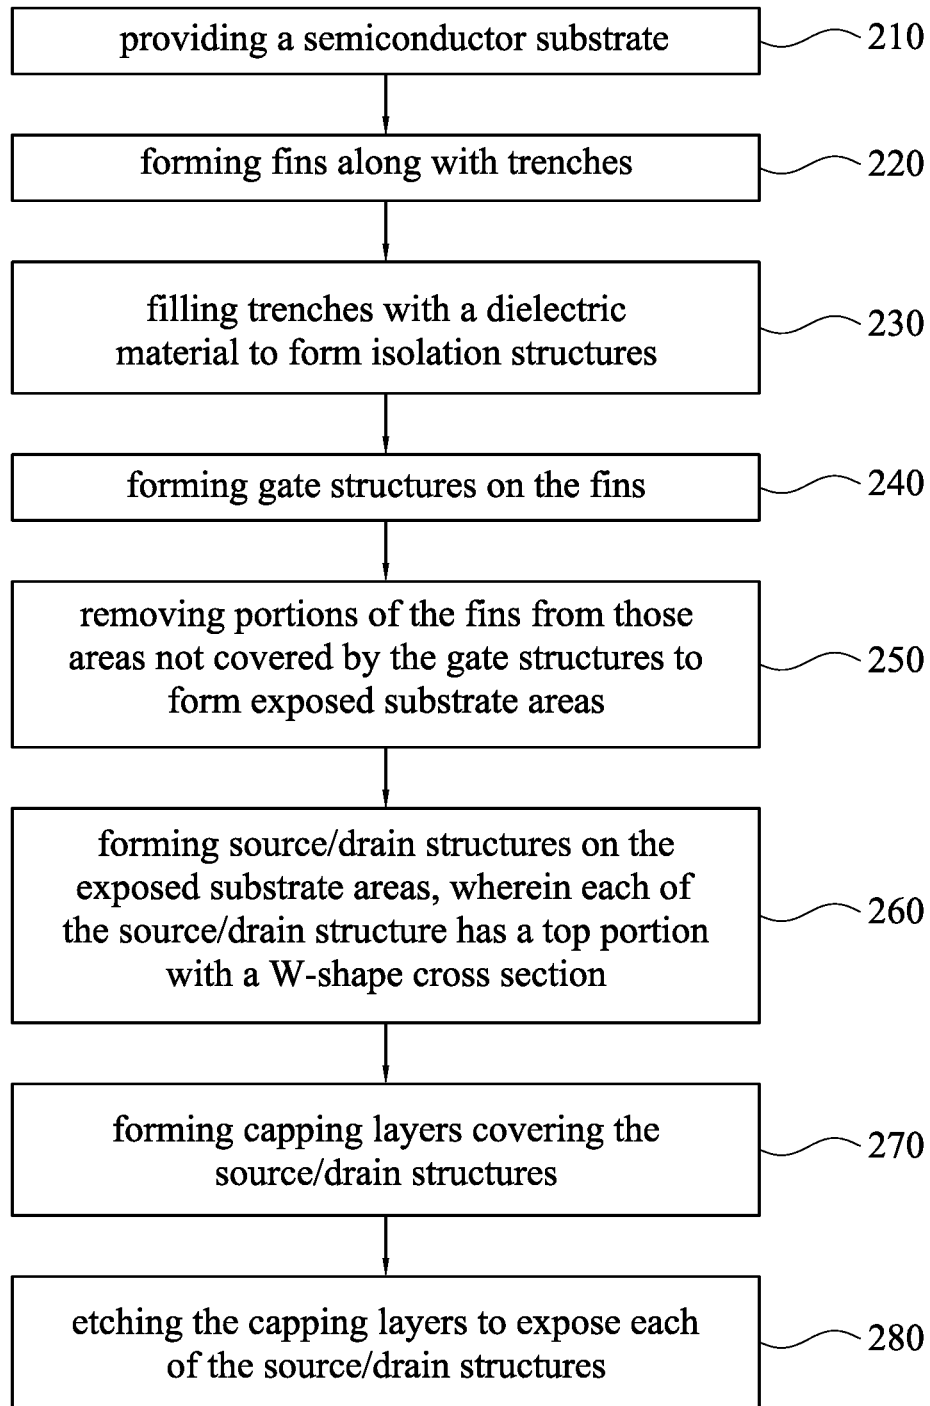 providing a semiconductor substrate
210
forming fins along with trenches
220
filling trenches with a dielectric
material to form isolation structures
230
forming gate structures on the fins
240
removing portions of the fins from those
areas not covered by the gate structures to
form exposed substrate areas
250
forming source/drain structures on the
exposed substrate areas, wherein each of
the source/drain structure has a top portion
with a W-shape cross section
260
forming capping layers covering the
source/drain structures
270
etching the capping layers to expose each
of the source/drain structures
280